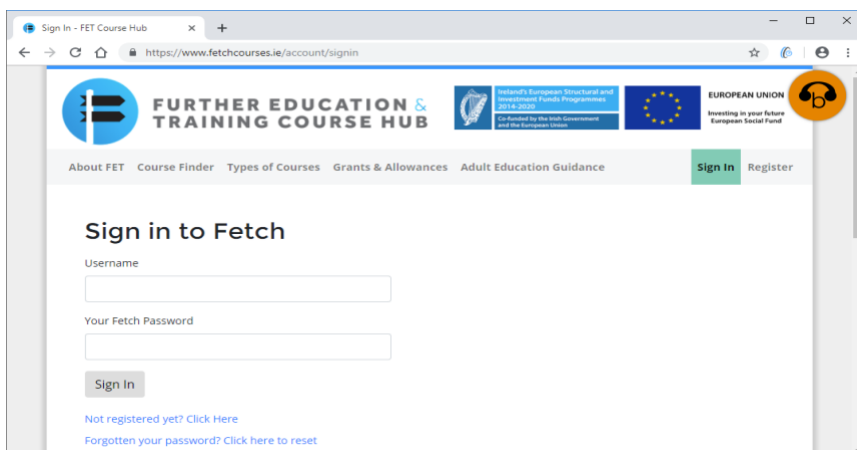 Sign In - FET Course Hub
https://www.fetchcourses.ie/account/signin
FURTHER EDUCATION &
TRAINING COURSE HUB
Ireland's European Structural and
Investment Funds Programmes
2014-2020
Co-funded by the Irish Government
and the European Union
EUROPEAN UNION
Investing in your future
European Social Fund
b
About FET Course Finder Types of Courses Grants & Allowances Adult Education Guidance Sign In Register
Sign in to Fetch
Username
Your Fetch Password
Sign In
Not registered yet? Click Here
Forgotten your password? Click here to reset